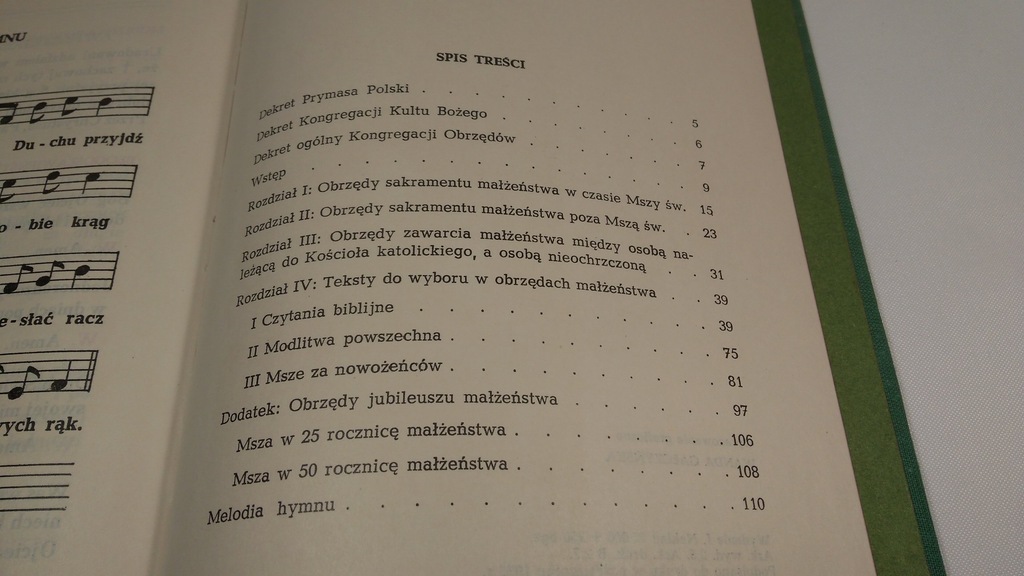 Du - chu przyjdź
krąg
racz
rąk.
SPIS TREŚCI
Dekret Prymasa Polski . . . . . . . . . . 5
Dekret Kongregacji Kultu Bożego . . . . . . . 6
Dekret ogólny Kongregacji Obrzędów . . . . . . 7
Wstęp . . . . . . . . . . . . . . 9
Rozdział I: Obrzędy sakramentu małżeństwa w czasie Mszy św. 15
Rozdział II: Obrzędy sakramentu małżeństwa poza Mszą św. . 23
Rozdział III: Obrzędy zawarcia małżeństwa między osobą na-
leżącą do Kościoła katolickiego, a osobą nieochrzczoną . . 31
Rozdział IV: Teksty do wyboru w obrzędach małżeństwa . . 39
I Czytania biblijne . . . . . . . . . . . 39
II Modlitwa powszechna . . . . . . . . . . 75
III Msze za nowożeńców . . . . . . . . . . 81
Dodatek: Obrzędy jubileuszu małżeństwa . . . . . . 97
Msza w 25 rocznicę małżeństwa . . . . . . . . 106
Msza w 50 rocznicę małżeństwa . . . . . . . . 108
Melodia hymnu . . . . . . . . . . . . . 110